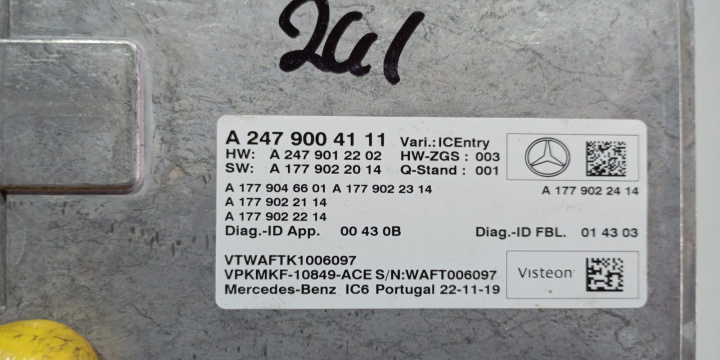 241
A 247 900 41 11 Vari.:ICEntry
HW: A 247 901 22 02 HW-ZGS : 003
SW: A 177 902 20 14 Q-Stand : 001
A 177 904 66 01 A 177 902 23 14 A 177 902 24 14
A 177 902 21 14
A 177 902 22 14
Diag.-ID App. 00 43 0B Diag.-ID FBL. 01 43 03
VTWAFTK1006097
VPKMKF-10849-ACE S/N:WAFT006097
Mercedes-Benz IC6 Portugal 22-11-19
Visteon